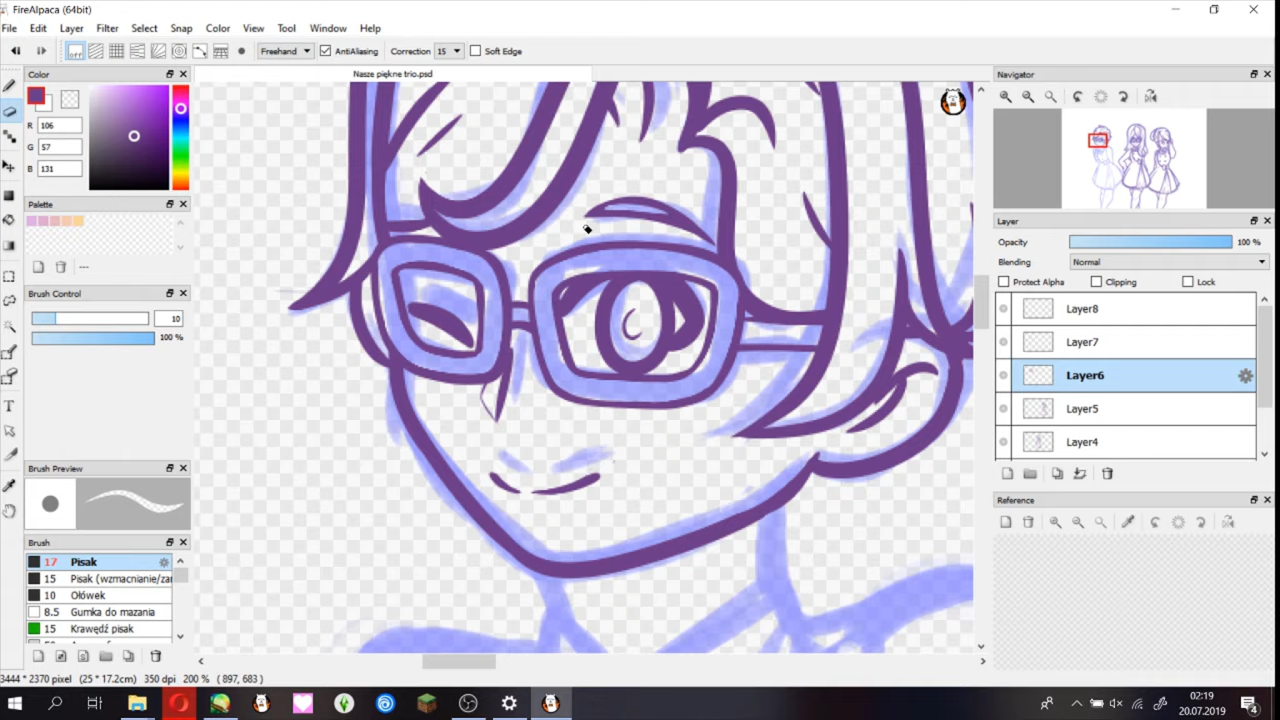 FireAlpaca (64bit)
File Edit Layer Filter Select Snap Color View Tool Window Help
off Freehand AntiAliasing Correction 15 Soft Edge
Color
Nasze piękne trio.psd
Navigator
R 106
G 57
B 131
Palette
---
Layer
Opacity 100 %
Blending Normal
Protect Alpha Clipping Lock
Brush Control
10
100 %
Layer8
Layer7
Layer6
Layer5
Layer4
Brush Preview
Reference
Brush
17 Pisak
15 Pisak (wzmacnianie/zar
10 Ołówek
8.5 Gumka do mazania
15 Krawędź pisak
3444 * 2370 pixel (25 * 17.2cm) 350 dpi 200 % ( 897, 683 )
02:19
20.07.2019
4